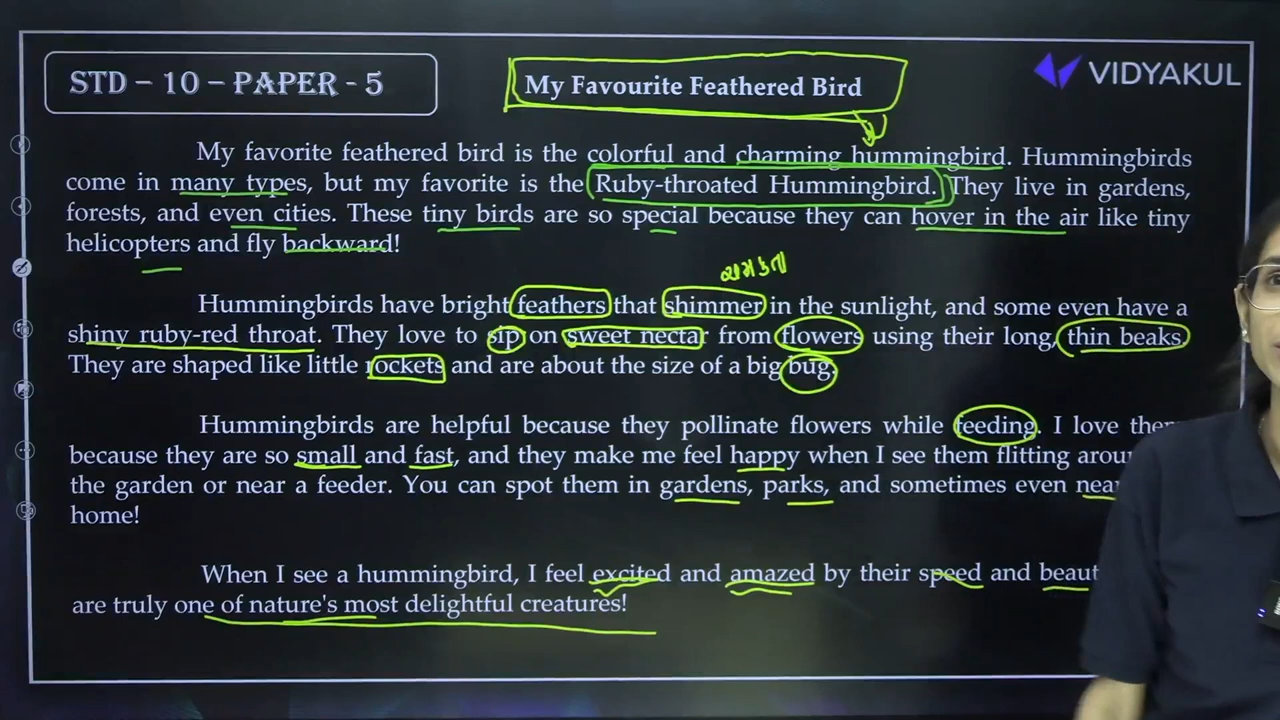 STD – 10 – PAPER - 5
My Favourite Feathered Bird
VIDYAKUL
My favorite feathered bird is the colorful and charming hummingbird. Hummingbirds
come in many types, but my favorite is the Ruby-throated Hummingbird. They live in gardens,
forests, and even cities. These tiny birds are so special because they can hover in the air like tiny
helicopters and fly backward!
Hummingbirds have bright feathers that shimmer in the sunlight, and some even have a
shiny ruby-red throat. They love to sip on sweet nectar from flowers using their long, thin beaks.
They are shaped like little rockets and are about the size of a big bug.
Hummingbirds are helpful because they pollinate flowers while feeding. I love
because they are so small and fast, and they make me feel happy when I see them flitting
the garden or near a feeder. You can spot them in gardens, parks, and sometimes even
home!
When I see a hummingbird, I feel excited and amazed by their speed and
are truly one of nature's most delightful creatures!